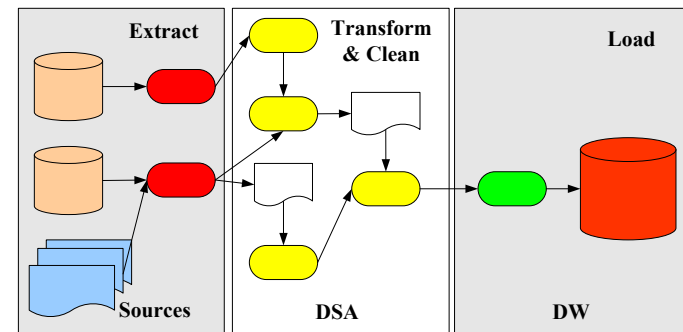 Extract
Transform
& Clean
Load
Sources
DSA
DW